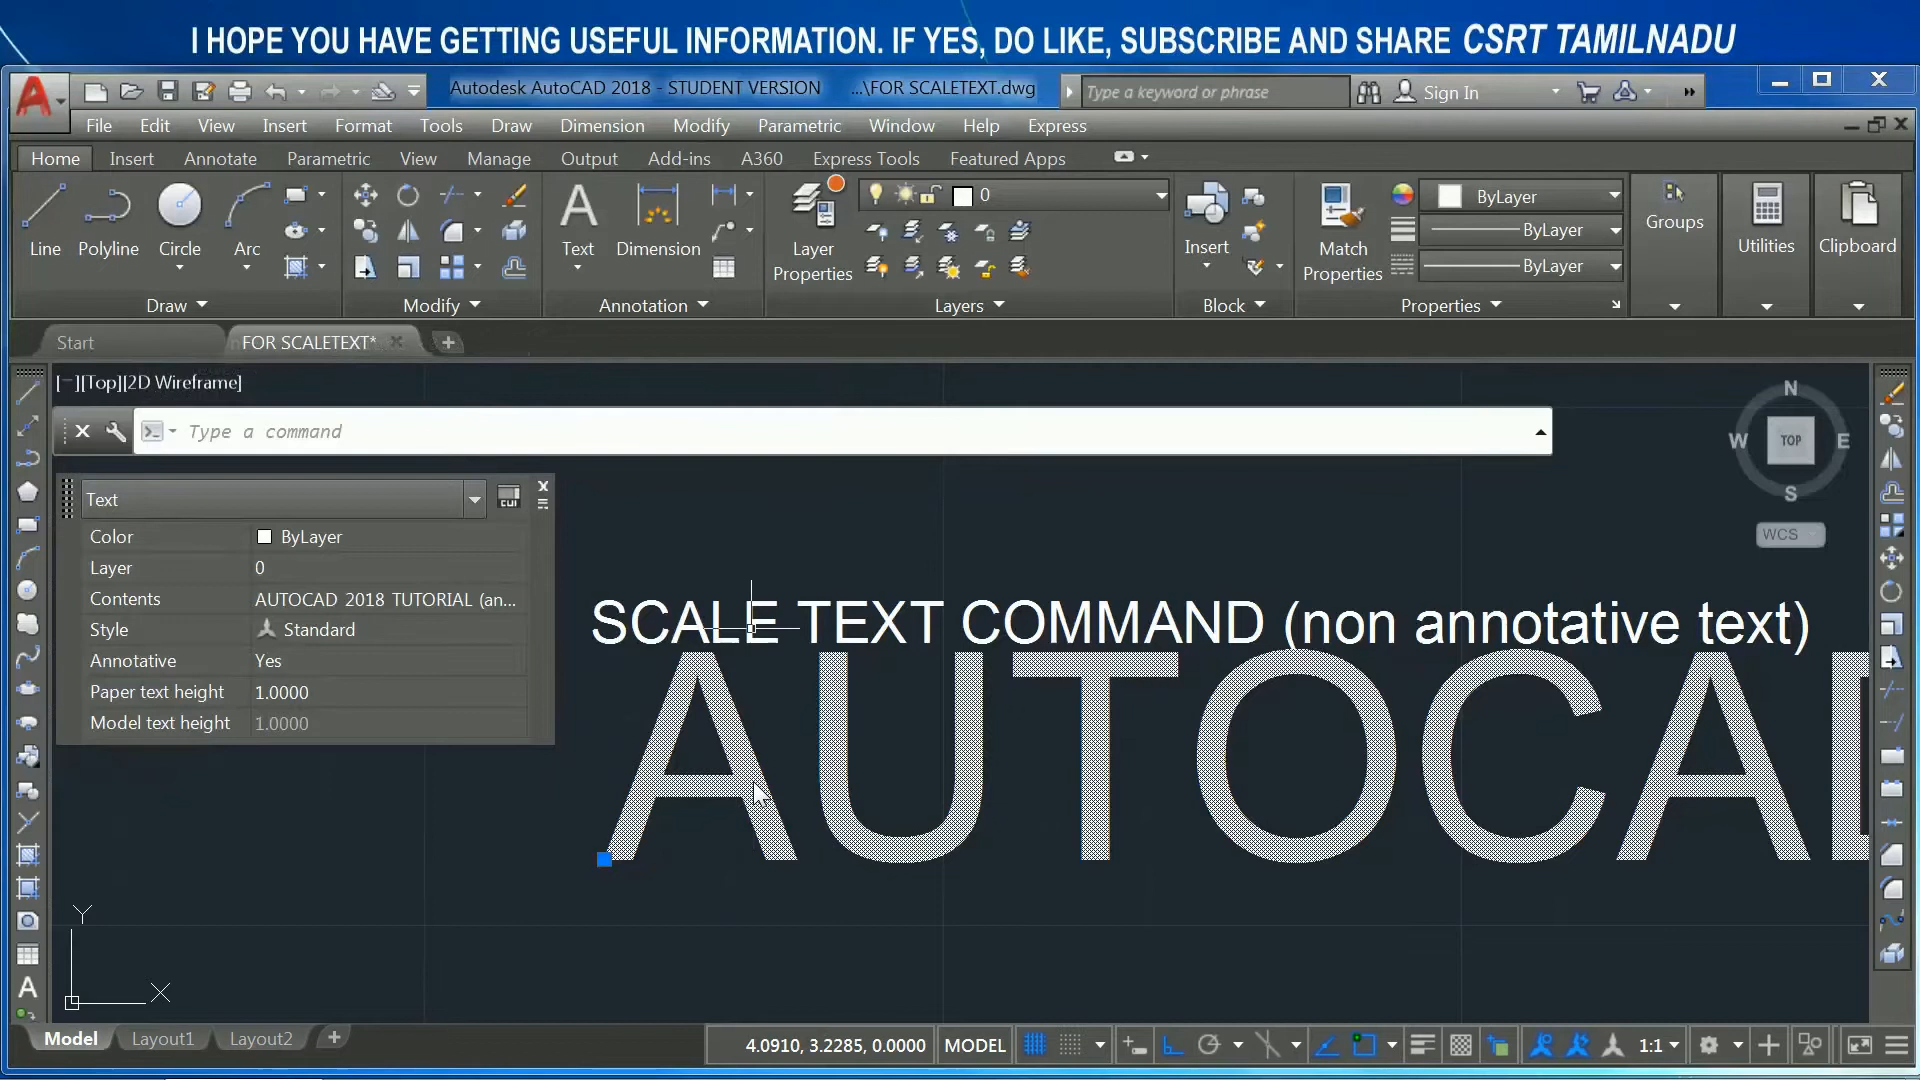 I HOPE YOU HAVE GETTING USEFUL INFORMATION. IF YES, DO LIKE, SUBSCRIBE AND SHARE CSRT TAMILNADU
Autodesk AutoCAD 2018 - STUDENT VERSION ...\FOR SCALETEXT.dwg
Type a keyword or phrase
Sign In
File Edit View Insert Format Tools Draw Dimension Modify Parametric Window Help Express
Home Insert Annotate Parametric View Manage Output Add-ins A360 Express Tools Featured Apps
Line Polyline Circle Arc
Text Dimension
Layer Properties
0
Insert
Match Properties
ByLayer
ByLayer
ByLayer
Groups
Utilities
Clipboard
Draw Modify Annotation Layers Block Properties
Start FOR SCALETEXT*
[−][Top][2D Wireframe]
Type a command
N
W TOP E
S
WCS
Text
CUI
Color ByLayer
Layer 0
Contents AUTOCAD 2018 TUTORIAL (an...
Style Standard
Annotative Yes
Paper text height 1.0000
Model text height 1.0000
SCALE TEXT COMMAND (non annotative text)
AUTOCAD
Y
X
Model Layout1 Layout2
4.0910, 3.2285, 0.0000 MODEL 1:1